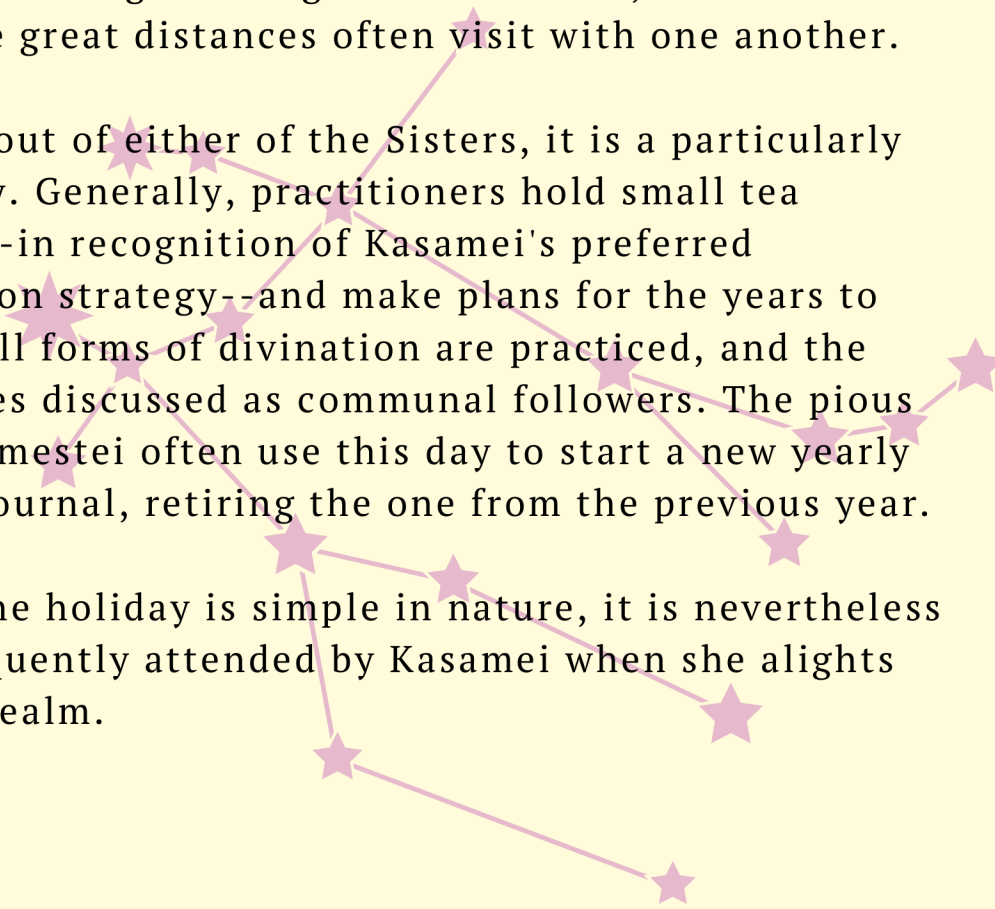 great distances often visit with one another.
out of either of the Sisters, it is a particularly
. Generally, practitioners hold small tea
-in recognition of Kasamei's preferred
on strategy--and make plans for the years to
ll forms of divination are practiced, and the
es discussed as communal followers. The pious
mestei often use this day to start a new yearly
ournal, retiring the one from the previous year.
he holiday is simple in nature, it is nevertheless
quently attended by Kasamei when she alights
ealm.